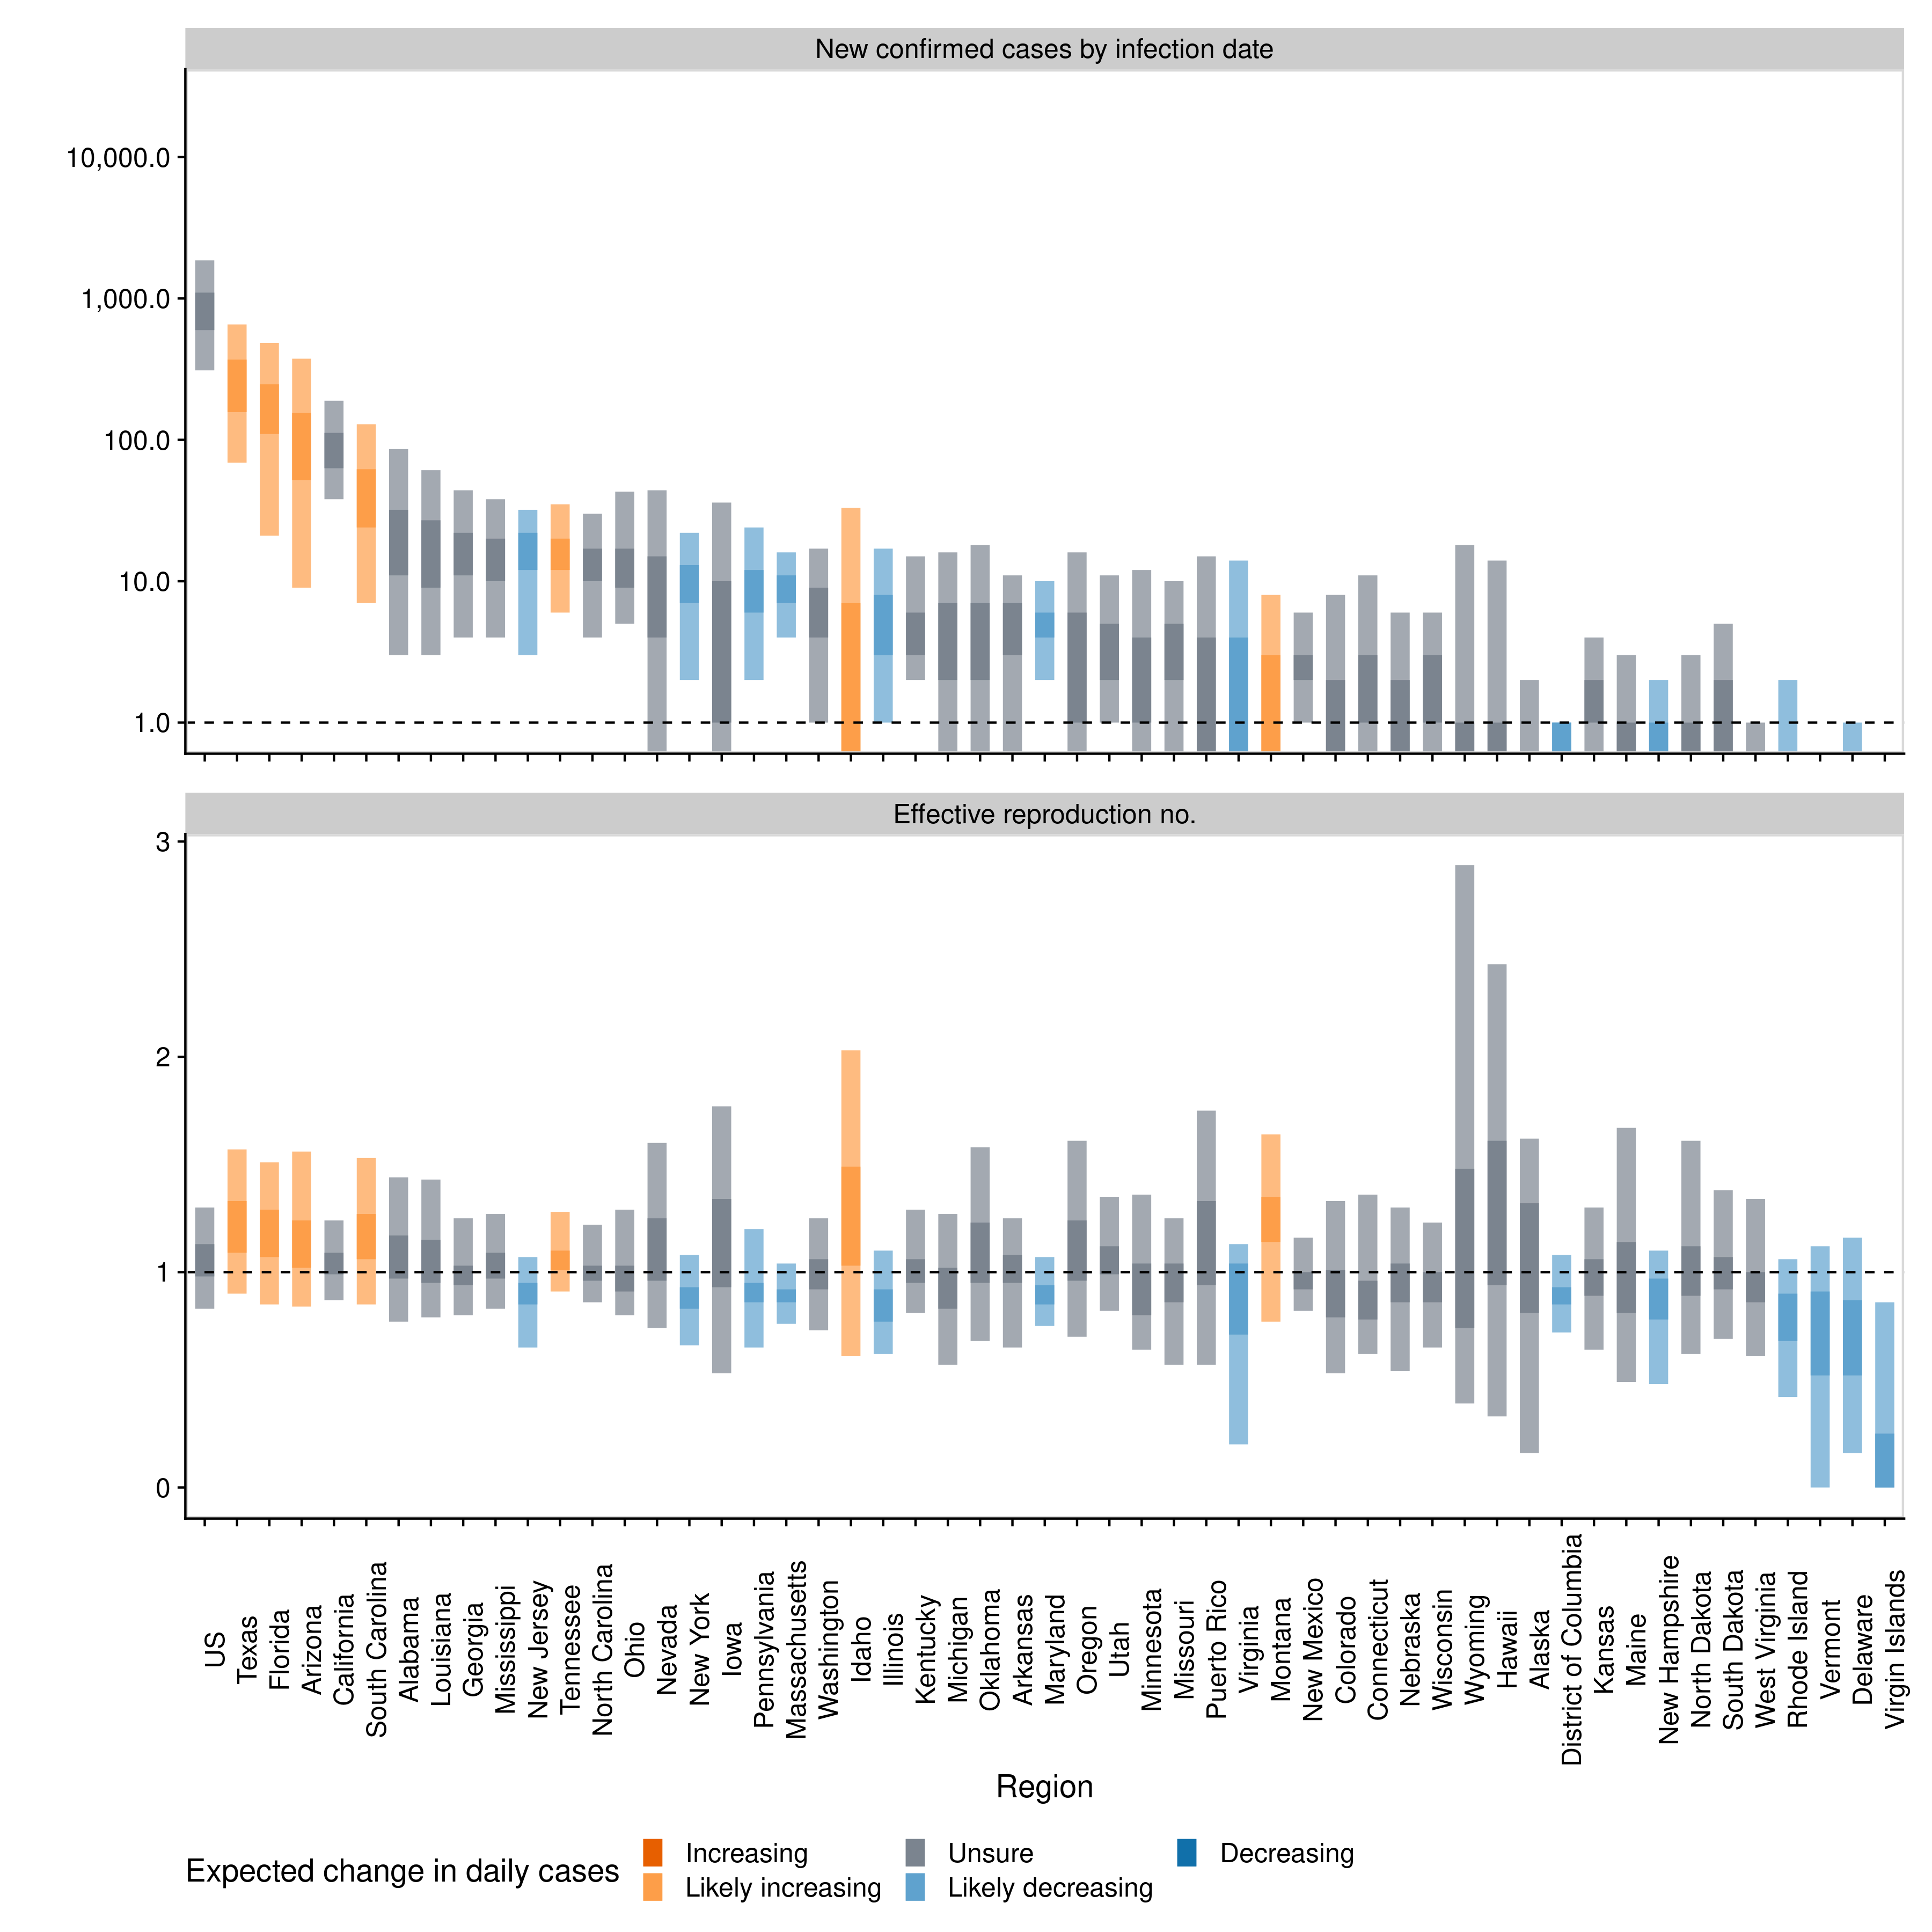 New confirmed cases by infection date
10,000.0
1,000.0
100.0
10.0
1.0
Effective reproduction no.
3
2
1
0
US
Texas
Florida
Arizona
California
South Carolina
Alabama
Louisiana
Georgia
Mississippi
New Jersey
Tennessee
North Carolina
Ohio
Nevada
New York
Iowa
Pennsylvania
Massachusetts
Washington
Idaho
Illinois
Kentucky
Michigan
Oklahoma
Arkansas
Maryland
Oregon
Utah
Minnesota
Missouri
Puerto Rico
Virginia
Montana
New Mexico
Colorado
Connecticut
Nebraska
Wisconsin
Wyoming
Hawaii
Alaska
District of Columbia
Kansas
Maine
New Hampshire
North Dakota
South Dakota
West Virginia
Rhode Island
Vermont
Delaware
Virgin Islands
Region
Expected change in daily cases
Increasing
Unsure
Decreasing
Likely increasing
Likely decreasing